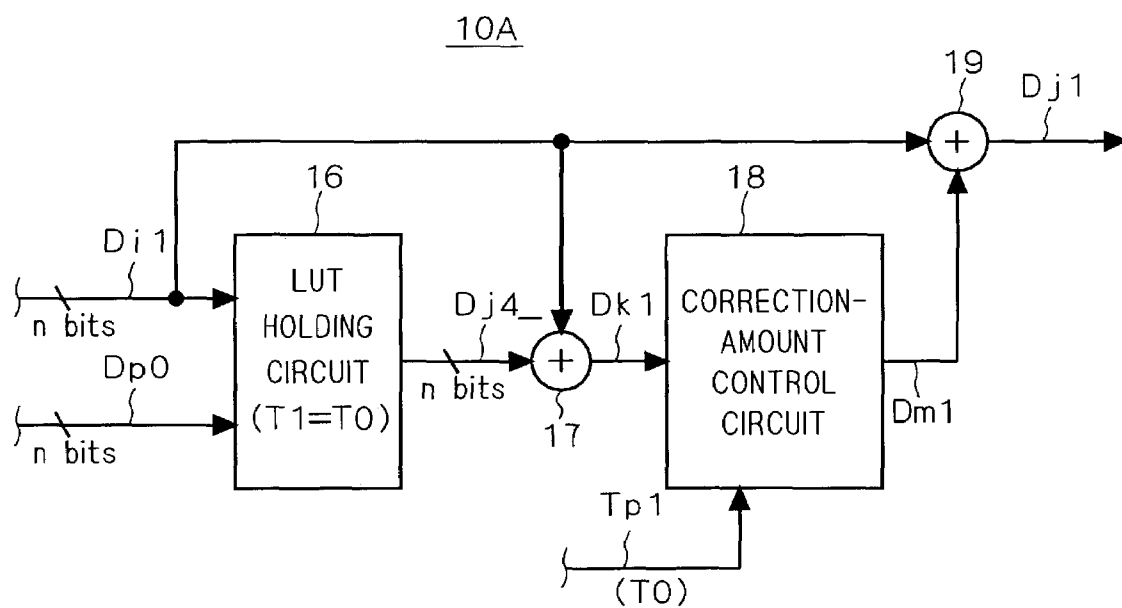 10A
19
Dj1
16
18
Di1
n bits
LUT
HOLDING
CIRCUIT
(T1=T0)
Dp0
n bits
Dj4_
n bits
17
Dk1
CORRECTION-
AMOUNT
CONTROL
CIRCUIT
Dm1
Tp1
(T0)
+
+